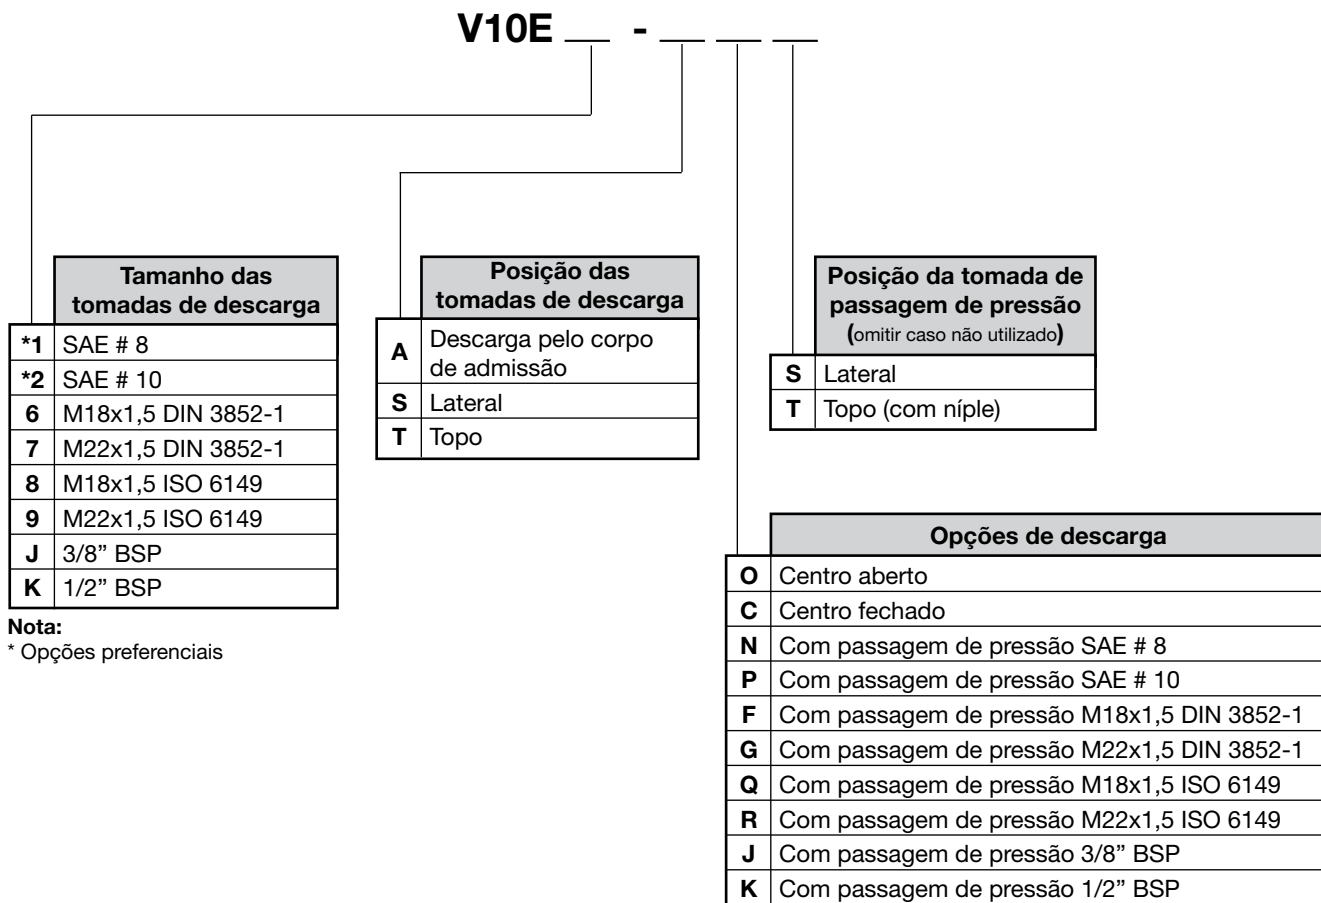 V10E ___ - ___ ___ ___
Tamanho das
tomadas de descarga
*1 SAE # 8
*2 SAE # 10
6 M18x1,5 DIN 3852-1
7 M22x1,5 DIN 3852-1
8 M18x1,5 ISO 6149
9 M22x1,5 ISO 6149
J 3/8” BSP
K 1/2” BSP
Nota:
* Opções preferenciais
Posição das
tomadas de descarga
A Descarga pelo corpo
de admissão
S Lateral
T Topo
Posição da tomada de
passagem de pressão
(omitir caso não utilizado)
S Lateral
T Topo (com níple)
Opções de descarga
O Centro aberto
C Centro fechado
N Com passagem de pressão SAE # 8
P Com passagem de pressão SAE # 10
F Com passagem de pressão M18x1,5 DIN 3852-1
G Com passagem de pressão M22x1,5 DIN 3852-1
Q Com passagem de pressão M18x1,5 ISO 6149
R Com passagem de pressão M22x1,5 ISO 6149
J Com passagem de pressão 3/8” BSP
K Com passagem de pressão 1/2” BSP